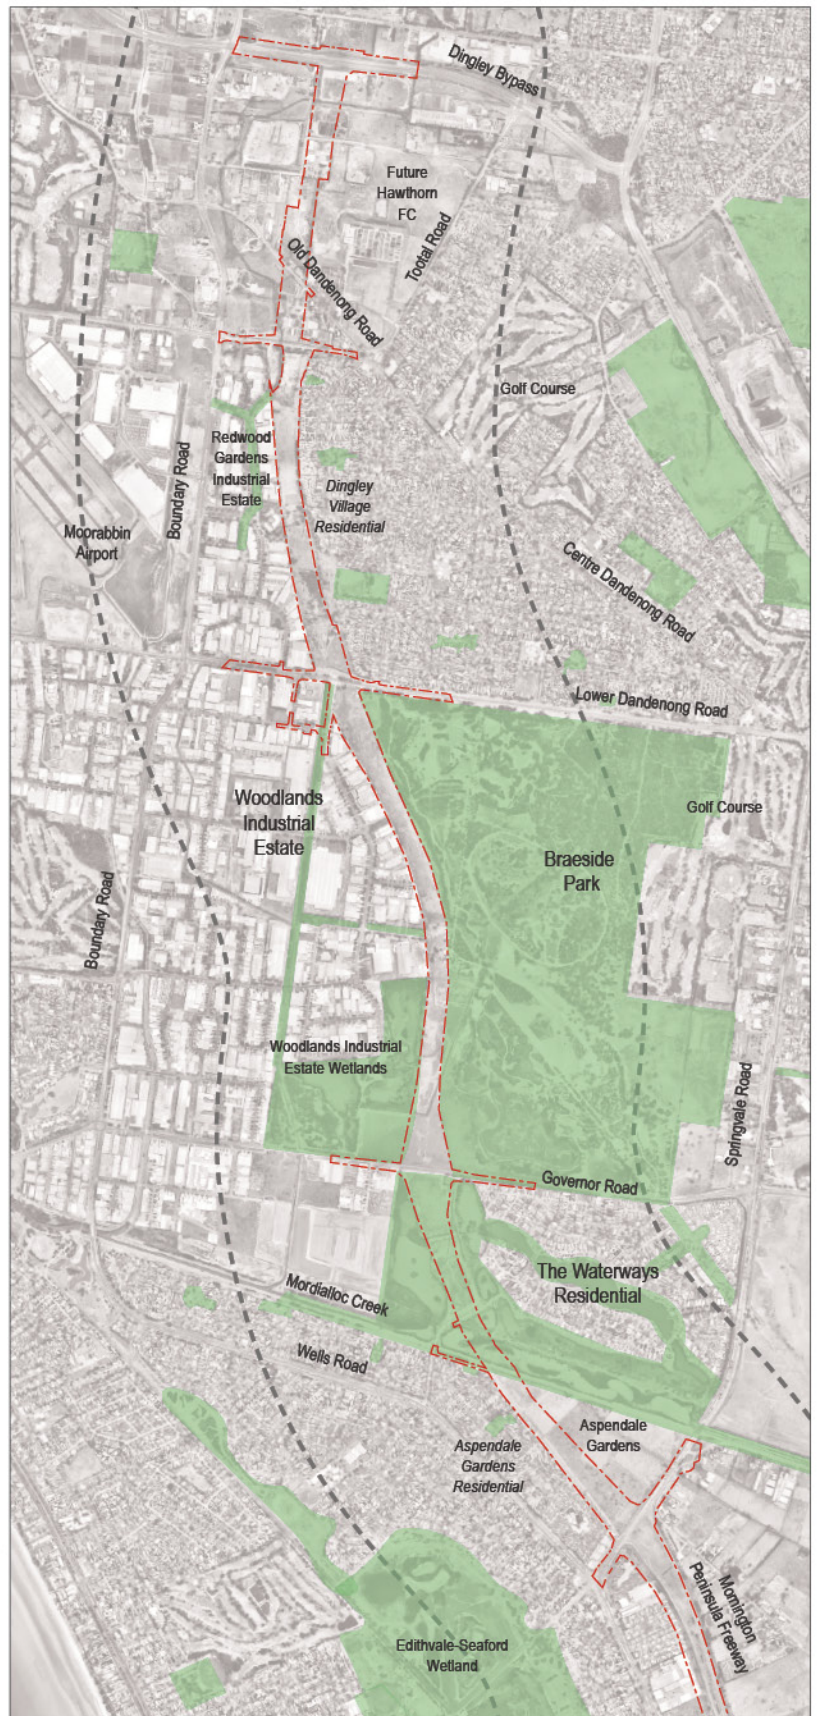 Dingley Bypass
Future
Hawthorn
FC
Tootal Road
Old Dandenong Road
Golf Course
Redwood
Gardens
Industrial
Estate
Boundary Road
Dingley
Village
Residential
Moorabbin
Airport
Centre Dandenong Road
Lower Dandenong Road
Woodlands
Industrial
Estate
Golf Course
Braeside
Park
Boundary Road
Woodlands Industrial
Estate Wetlands
Springvale Road
Governor Road
The Waterways
Residential
Mordialloc Creek
Wells Road
Aspendale
Gardens
Aspendale
Gardens
Residential
Mornington
Peninsula Freeway
Edithvale-Seaford
Wetland